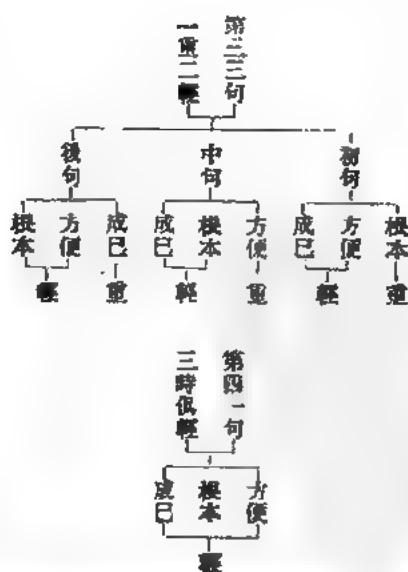 第三三句
一重二輕
初句
根本
重
方便
成已
輕
中句
方便
重
根本
成已
輕
後句
成已
重
方便
根本
輕
第四一句
三時俱輕
方便
根本
成已
輕